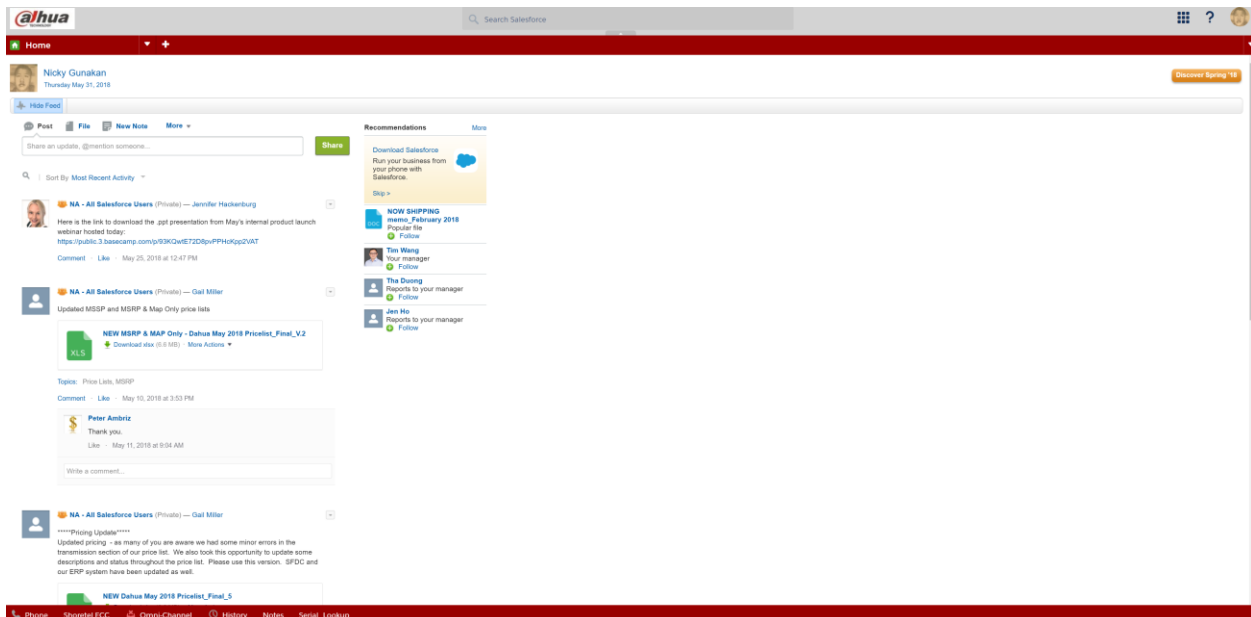 alhua
TECHNOLOGY
Search Salesforce
?
Home
Nicky Gunakan
Thursday May 31, 2018
Discover Spring '18
Hide Feed
Post File New Note More
Share an update, @mention someone...
Share
Sort By Most Recent Activity
NA - All Salesforce Users (Private) — Jennifer Hackenburg
Here is the link to download the .ppt presentation from May's internal product launch
webinar hosted today:
https://public.3.basecamp.com/p/93KQwtE72D8pvPPHcKpp2VAT
Comment · Like · May 25, 2018 at 12:47 PM
NA - All Salesforce Users (Private) — Gail Miller
Updated MSSP and MSRP & Map Only price lists
XLS
NEW MSRP & MAP Only - Dahua May 2018 Pricelist_Final_V.2
Download xlsx (6.6 MB) · More Actions
Topics: Price Lists, MSRP
Comment · Like · May 10, 2018 at 3:53 PM
Peter Ambriz
Thank you.
Like · May 11, 2018 at 9:04 AM
Write a comment...
NA - All Salesforce Users (Private) — Gail Miller
*****Pricing Update*****
Updated pricing - as many of you are aware we had some minor errors in the
transmission section of our price list. We also took this opportunity to update some
descriptions and status throughout the price list. Please use this version. SFDC and
our ERP system have been updated as well.
NEW Dahua May 2018 Pricelist_Final_5
Recommendations More
Download Salesforce
Run your business from
your phone with
Salesforce.
Skip >
DOC
NOW SHIPPING
memo_February 2018
Popular file
Follow
Tim Wang
Your manager
Follow
Tha Duong
Reports to your manager
Follow
Jen Ho
Reports to your manager
Follow
Phone Shoretel ECC Omni-Channel History Notes Serial_Lookup